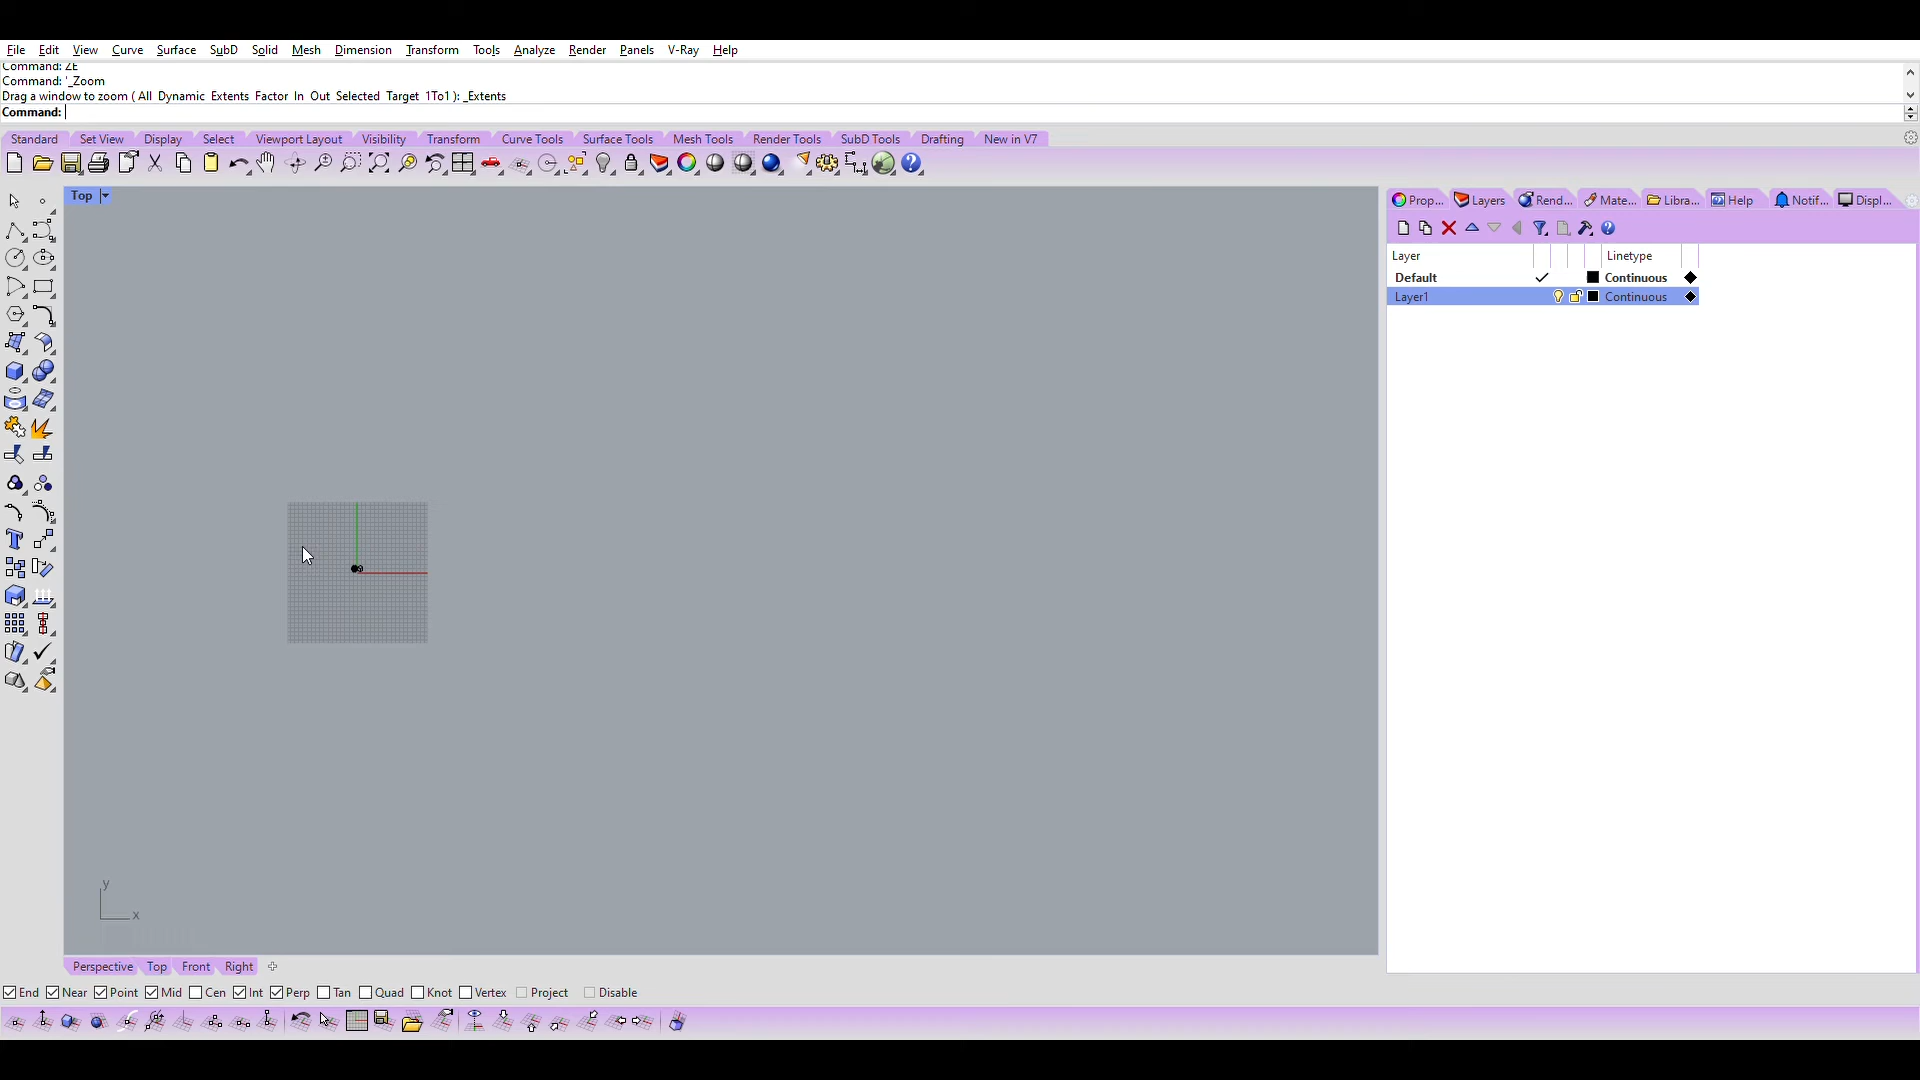 File Edit View Curve Surface SubD Solid Mesh Dimension Transform Tools Analyze Render Panels V-Ray Help
Command: ZE
Command: '_Zoom
Drag a window to zoom ( All Dynamic Extents Factor In Out Selected Target 1To1 ): _Extents
Command:
Standard Set View Display Select Viewport Layout Visibility Transform Curve Tools Surface Tools Mesh Tools Render Tools SubD Tools Drafting New in V7
Top
Prop... Layers Rend... Mate... Libra... Help Notif... Displ...
Layer Linetype
Default Continuous
Layer1 Continuous
y
x
Perspective Top Front Right
End Near Point Mid Cen Int Perp Tan Quad Knot Vertex Project Disable